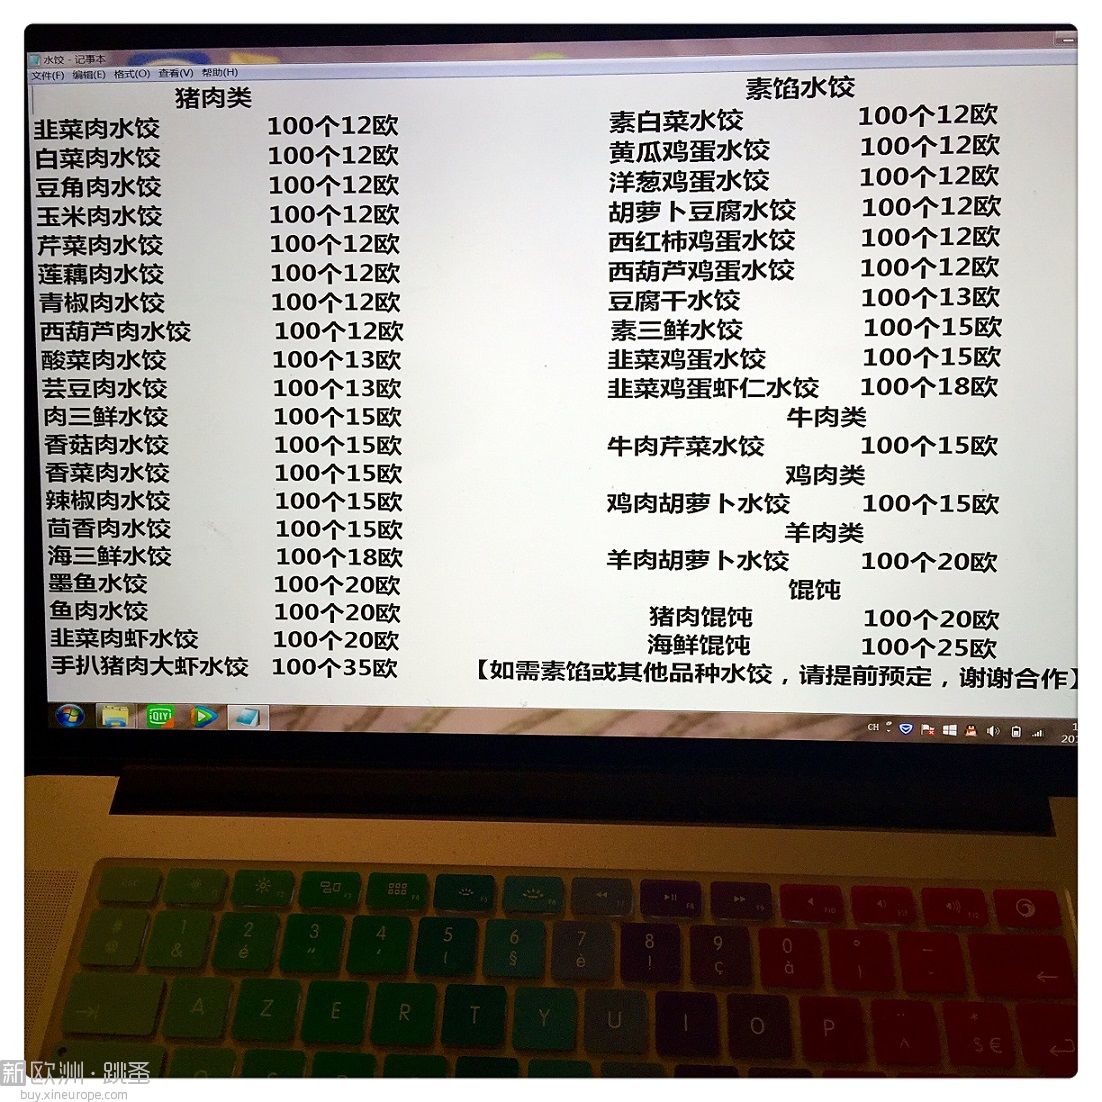 水饺 - 记事本
文件(F) 编辑(E) 格式(O) 查看(V) 帮助(H)
猪肉类
韭菜肉水饺 100个12欧
白菜肉水饺 100个12欧
豆角肉水饺 100个12欧
玉米肉水饺 100个12欧
芹菜肉水饺 100个12欧
莲藕肉水饺 100个12欧
青椒肉水饺 100个12欧
西葫芦肉水饺 100个12欧
酸菜肉水饺 100个13欧
芸豆肉水饺 100个13欧
肉三鲜水饺 100个15欧
香菇肉水饺 100个15欧
香菜肉水饺 100个15欧
辣椒肉水饺 100个15欧
茴香肉水饺 100个15欧
海三鲜水饺 100个18欧
墨鱼水饺 100个20欧
鱼肉水饺 100个20欧
韭菜肉虾水饺 100个20欧
手扒猪肉大虾水饺 100个35欧
素馅水饺
素白菜水饺 100个12欧
黄瓜鸡蛋水饺 100个12欧
洋葱鸡蛋水饺 100个12欧
胡萝卜豆腐水饺 100个12欧
西红柿鸡蛋水饺 100个12欧
西葫芦鸡蛋水饺 100个12欧
豆腐干水饺 100个13欧
素三鲜水饺 100个15欧
韭菜鸡蛋水饺 100个15欧
韭菜鸡蛋虾仁水饺 100个18欧
牛肉类
牛肉芹菜水饺 100个15欧
鸡肉类
鸡肉胡萝卜水饺 100个15欧
羊肉类
羊肉胡萝卜水饺 100个20欧
馄饨
猪肉馄饨 100个20欧
海鲜馄饨 100个25欧
【如需素馅或其他品种水饺，请提前预定，谢谢合作】
iQIYI
CH
esc F2 F3 F4 F5 F6 F7 F8 F9 F10 F11 F12
1 2 3 4 5 6 7 8 9 0 °
& é " ' ( § è ! ç à ) -
A Z E R T Y U I O P ¨ *
^ $ €
新欧洲·跳蚤
buy.xineurope.com